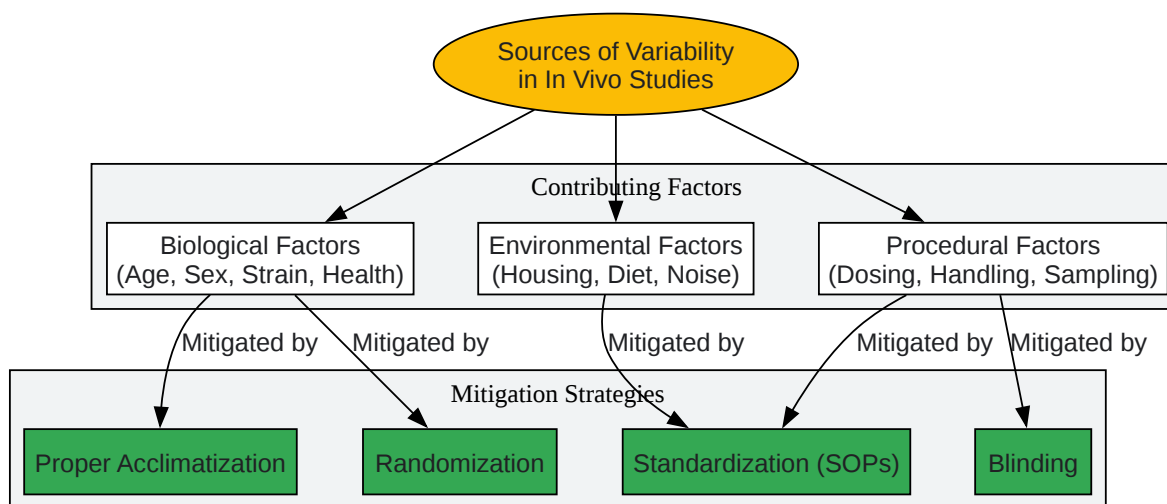 Sources of Variability
in In Vivo Studies
Contributing Factors
Biological Factors
(Age, Sex, Strain, Health)
Environmental Factors
(Housing, Diet, Noise)
Procedural Factors
(Dosing, Handling, Sampling)
Mitigated by
Mitigated by
Mitigated by
Mitigated by
Mitigated by
Mitigation Strategies
Proper Acclimatization
Randomization
Standardization (SOPs)
Blinding